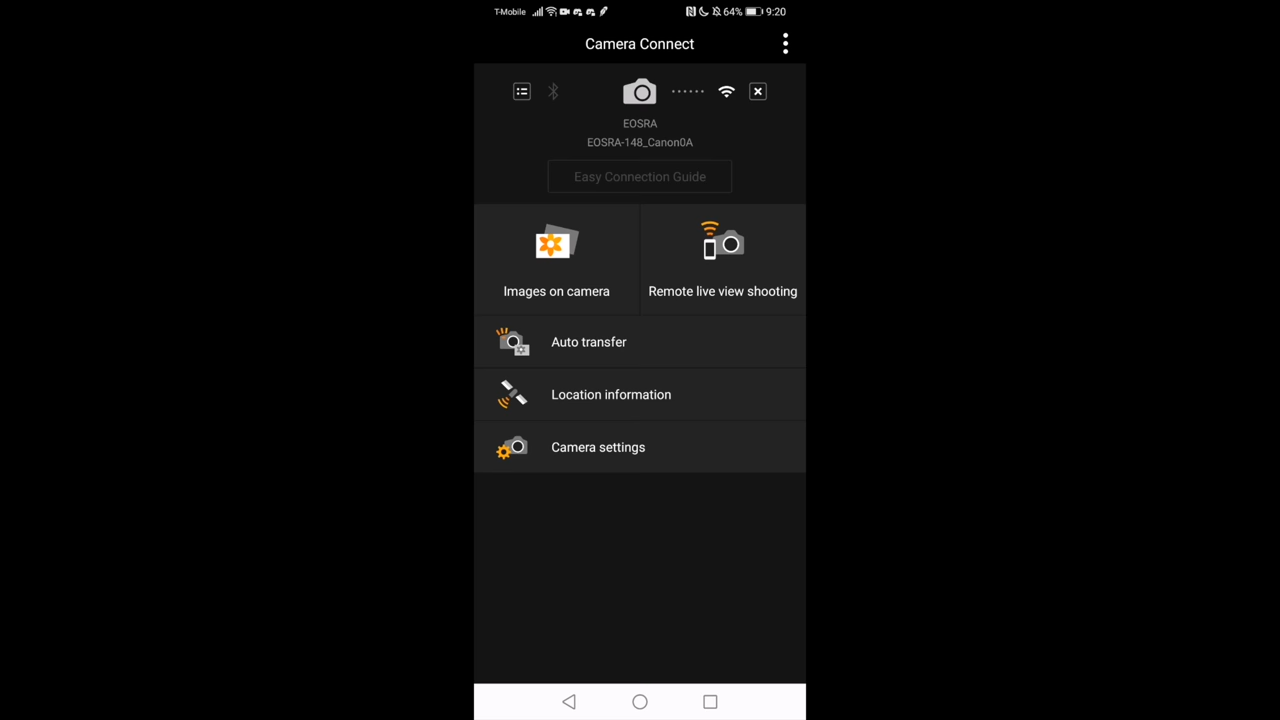 T-Mobile 64% 9:20
Camera Connect
EOSRA
EOSRA-148_Canon0A
Easy Connection Guide
Images on camera
Remote live view shooting
Auto transfer
Location information
Camera settings